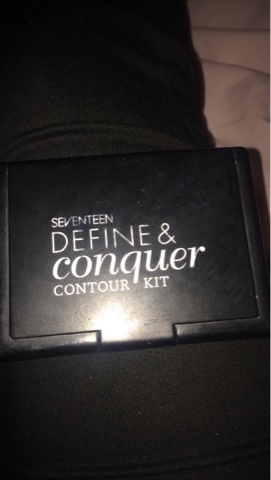 SEVENTEEN
DEFINE &
conquer
CONTOUR KIT